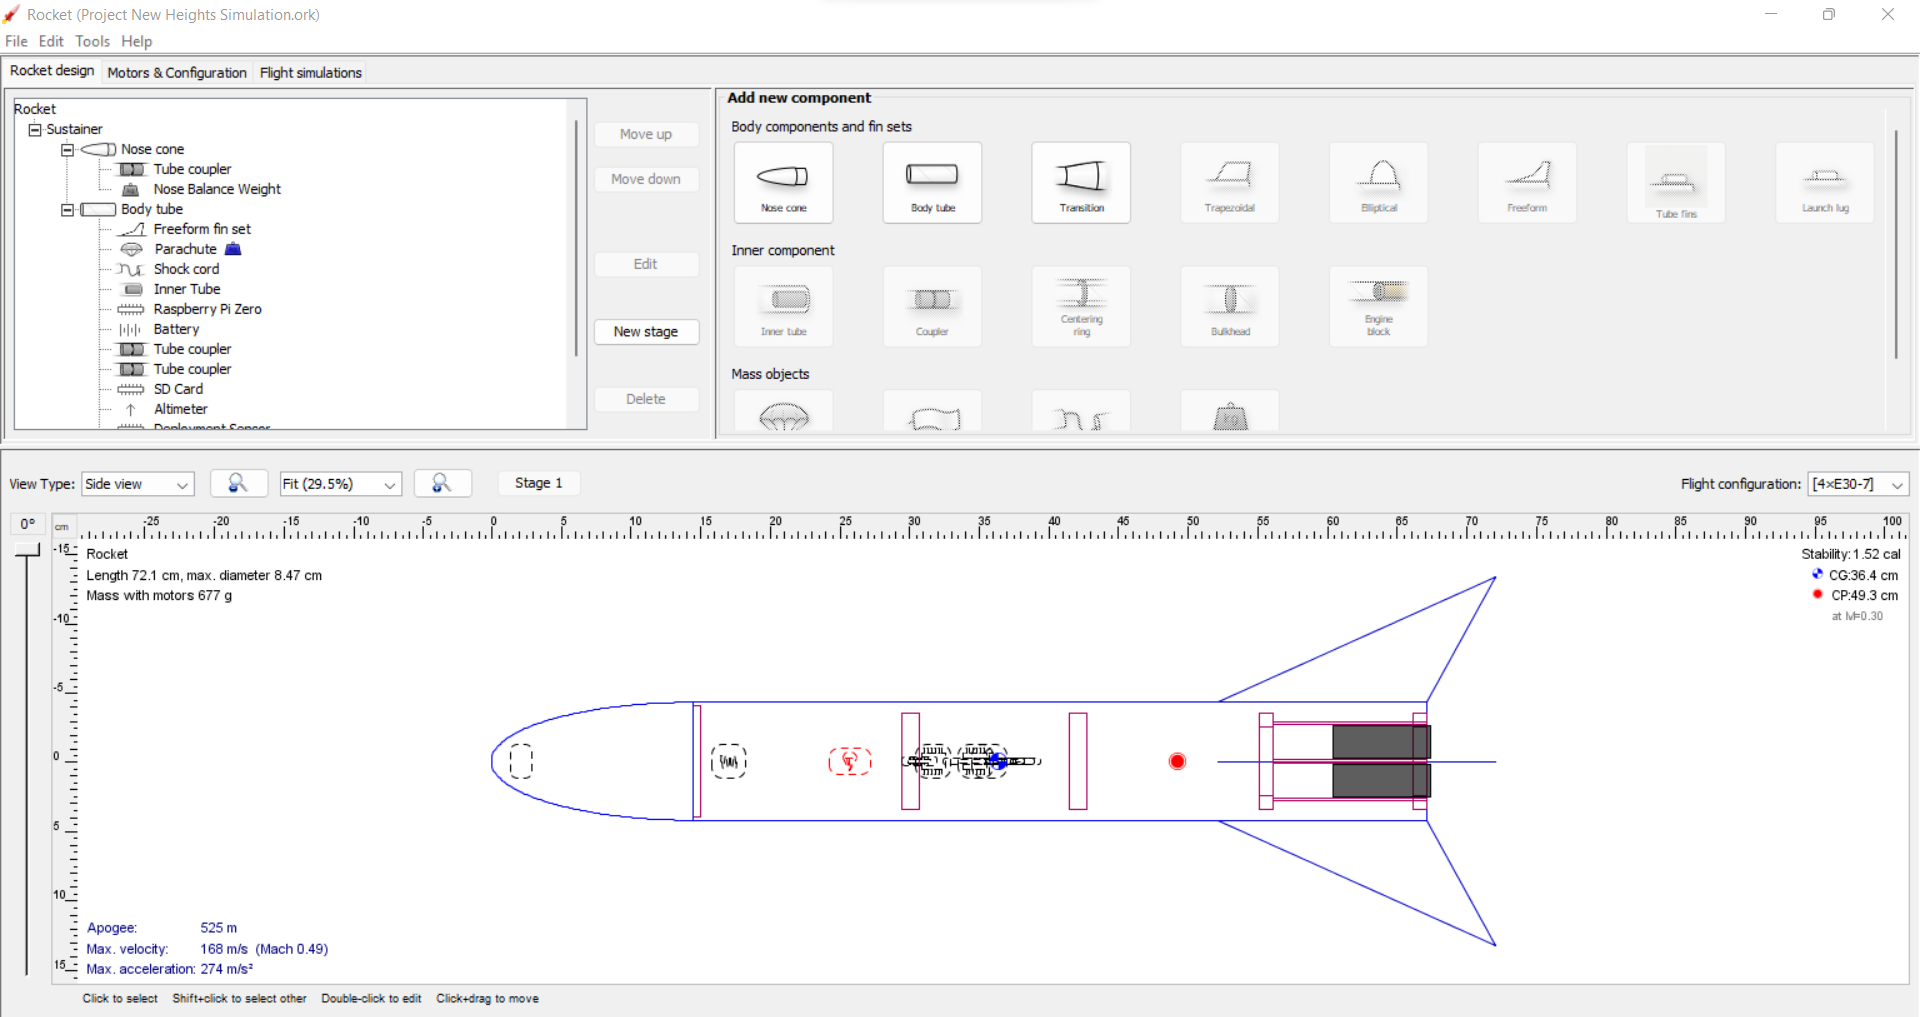 Rocket (Project New Heights Simulation.ork)
File Edit Tools Help
Rocket design Motors & Configuration Flight simulations
Rocket
Sustainer
Nose cone
Tube coupler
Nose Balance Weight
Body tube
Freeform fin set
Parachute
Shock cord
Inner Tube
Raspberry Pi Zero
Battery
Tube coupler
Tube coupler
SD Card
Altimeter
Deployment Sensor
Move up
Move down
Edit
New stage
Delete
Add new component
Body components and fin sets
Nose cone Body tube Transition Trapezoidal Elliptical Freeform Tube fins Launch lug
Inner component
Inner tube Coupler Centering ring Bulkhead Engine block
Mass objects
View Type: Side view Fit (29.5%) Stage 1 Flight configuration: [4×E30-7]
0° cm -25 -20 -15 -10 -5 0 5 10 15 20 25 30 35 40 45 50 55 60 65 70 75 80 85 90 95 100
-15
-10
-5
0
5
10
15
Rocket
Length 72.1 cm, max. diameter 8.47 cm
Mass with motors 677 g
Stability: 1.52 cal
CG:36.4 cm
CP:49.3 cm
at M=0.30
Apogee: 525 m
Max. velocity: 168 m/s (Mach 0.49)
Max. acceleration: 274 m/s²
Click to select Shift+click to select other Double-click to edit Click+drag to move